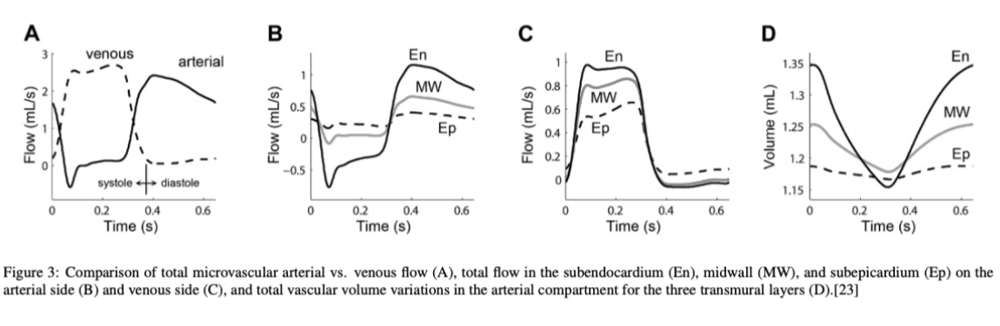 A
B
C
D
3
2
1
0
Flow (mL/s)
venous
arterial
systole
diastole
0
0.2
0.4
0.6
Time (s)
1
0.5
0
−0.5
Flow (mL/s)
En
MW
Ep
0
0.2
0.4
0.6
Time (s)
1
0.8
0.6
0.4
0.2
0
Flow (mL/s)
En
MW
Ep
0
0.2
0.4
0.6
Time (s)
1.35
1.3
1.25
1.2
1.15
Volume (mL)
En
MW
Ep
0
0.2
0.4
0.6
Time (s)
Figure 3: Comparison of total microvascular arterial vs. venous flow (A), total flow in the subendocardium (En), midwall (MW), and subepicardium (Ep) on the
arterial side (B) and venous side (C), and total vascular volume variations in the arterial compartment for the three transmural layers (D).[23]